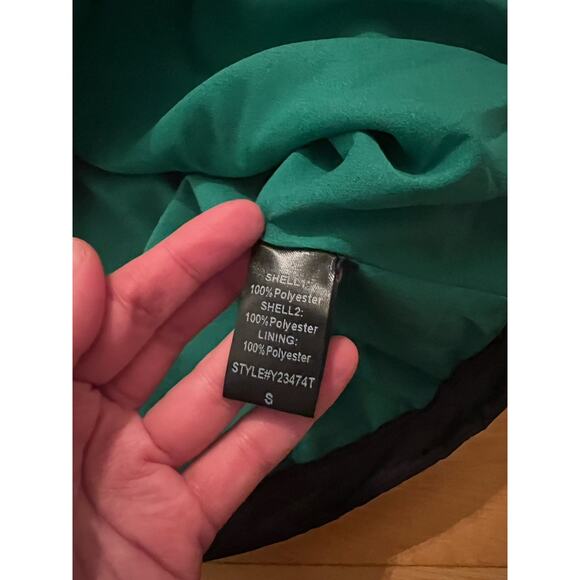 SHELL1:
100%Polyester
SHELL2:
100%Polyester
LINING:
100%Polyester
STYLE#Y23474T
S